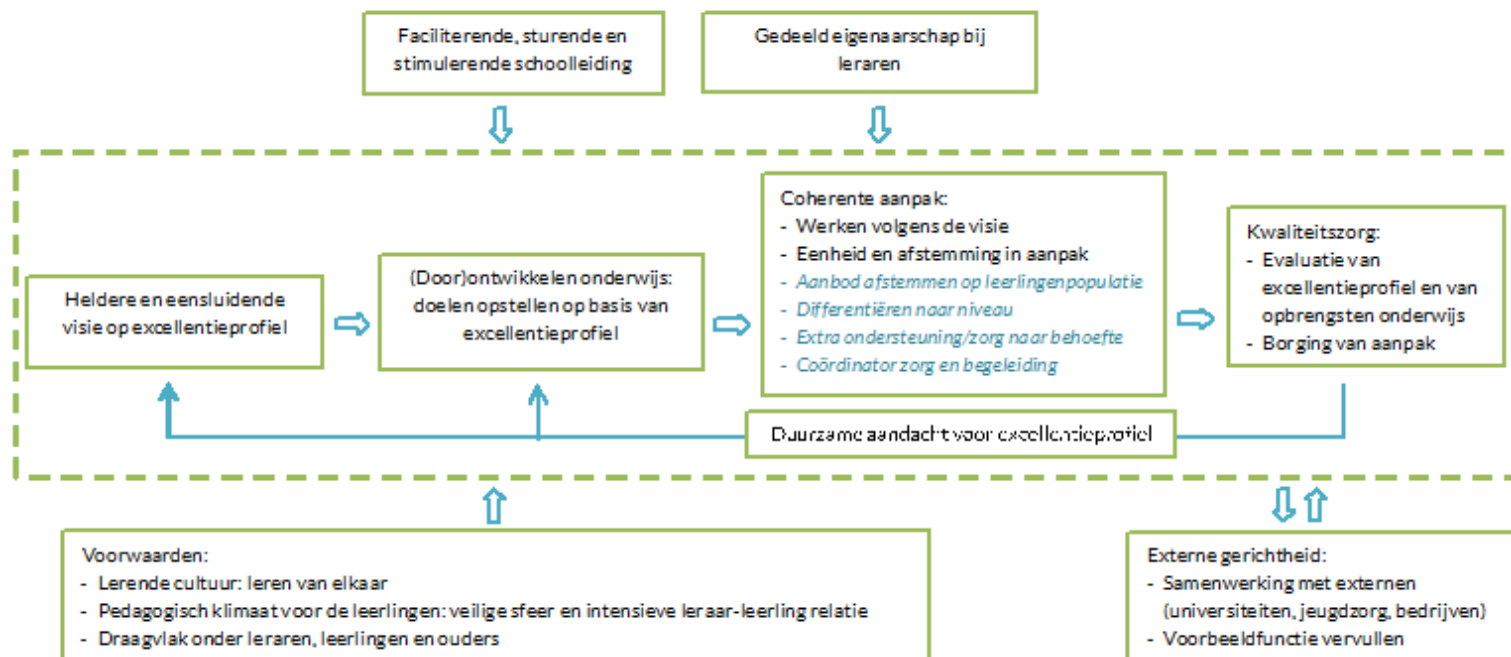 Faciliterende, sturende en
stimulerende schoolleiding
Gedeeld eigenaarschap bij
leraren
Heldere en eensluidende
visie op excellentieprofiel
(Door)ontwikkelen onderwijs:
doelen opstellen op basis van
excellentieprofiel
Coherente aanpak:
- Werken volgens de visie
- Eenheid en afstemming in aanpak
- Aanbod afstemmen op leerlingenpopulatie
- Differentiëren naar niveau
- Extra ondersteuning/zorg naar behoefte
- Coördinator zorg en begeleiding
Kwaliteitszorg:
- Evaluatie van
excellentieprofiel en van
opbrengsten onderwijs
- Borging van aanpak
Duurzame aandacht voor excellentieprofiel
Voorwaarden:
- Lerende cultuur: leren van elkaar
- Pedagogisch klimaat voor de leerlingen: veilige sfeer en intensieve leraar-leerling relatie
- Draagvlak onder leraren, leerlingen en ouders
Externe gerichtheid:
- Samenwerking met externen
(universiteiten, jeugdzorg, bedrijven)
- Voorbeeldfunctie vervullen